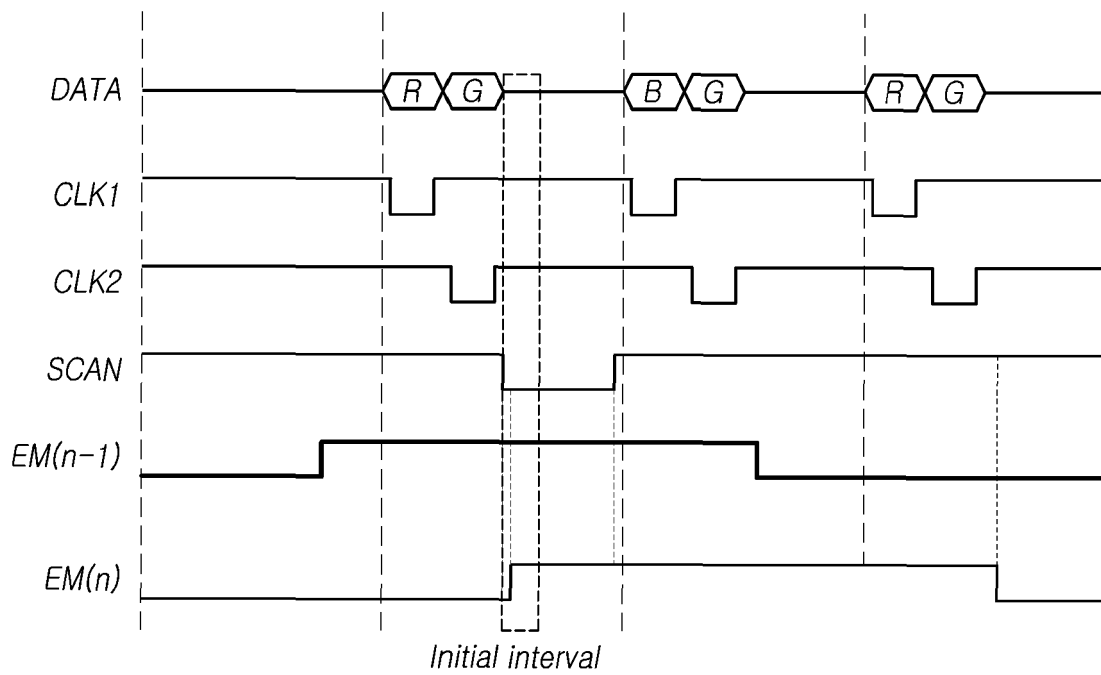 DATA R G B G R G
CLK1
CLK2
SCAN
EM(n-1)
EM(n)
Initial interval